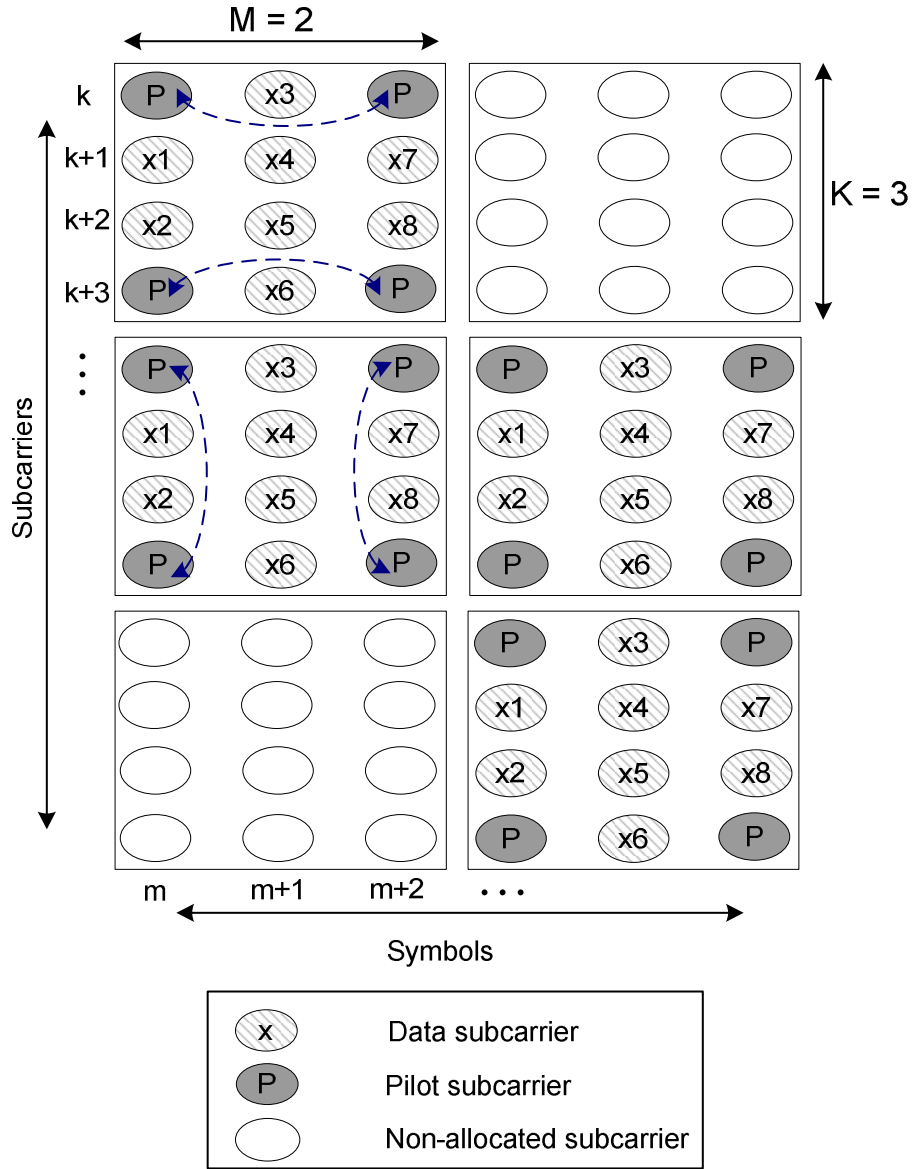 M = 2
k P x3 P
k+1 x1 x4 x7
K = 3
k+2 x2 x5 x8
k+3 P x6 P
P x3 P P x3 P
x1 x4 x7 x1 x4 x7
Subcarriers
x2 x5 x8 x2 x5 x8
P x6 P P x6 P
P x3 P
x1 x4 x7
x2 x5 x8
P x6 P
m m+1 m+2 . . .
Symbols
x Data subcarrier
P Pilot subcarrier
Non-allocated subcarrier